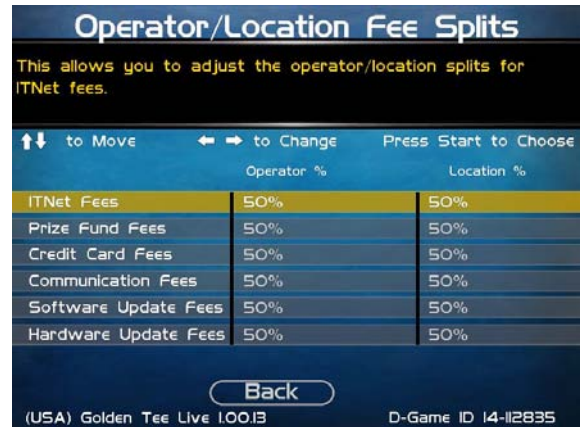 Operator/Location Fee Splits
This allows you to adjust the operator/location splits for
ITNet fees.
↑↓ to Move ← → to Change Press Start to Choose
Operator % Location %
ITNet Fees 50% 50%
Prize Fund Fees 50% 50%
Credit Card Fees 50% 50%
Communication Fees 50% 50%
Software Update Fees 50% 50%
Hardware Update Fees 50% 50%
Back
(USA) Golden Tee Live 1.00.13 D-Game ID 14-112835